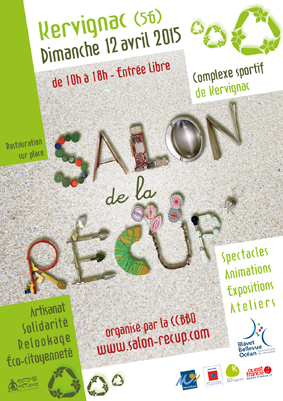 Kervignac (56)
Dimanche 12 avril 2015
de 10h à 18h - Entrée Libre
Complexe sportif
de Kervignac
Restauration
sur place
SALON
de la
RÉCUP'
Spectacles
Animations
Expositions
Ateliers
Artisanat
Solidarité
Relookage
Éco-citoyenneté
organisé par la CCBBO
www.salon-recup.com
Blavet
Bellevue
Océan